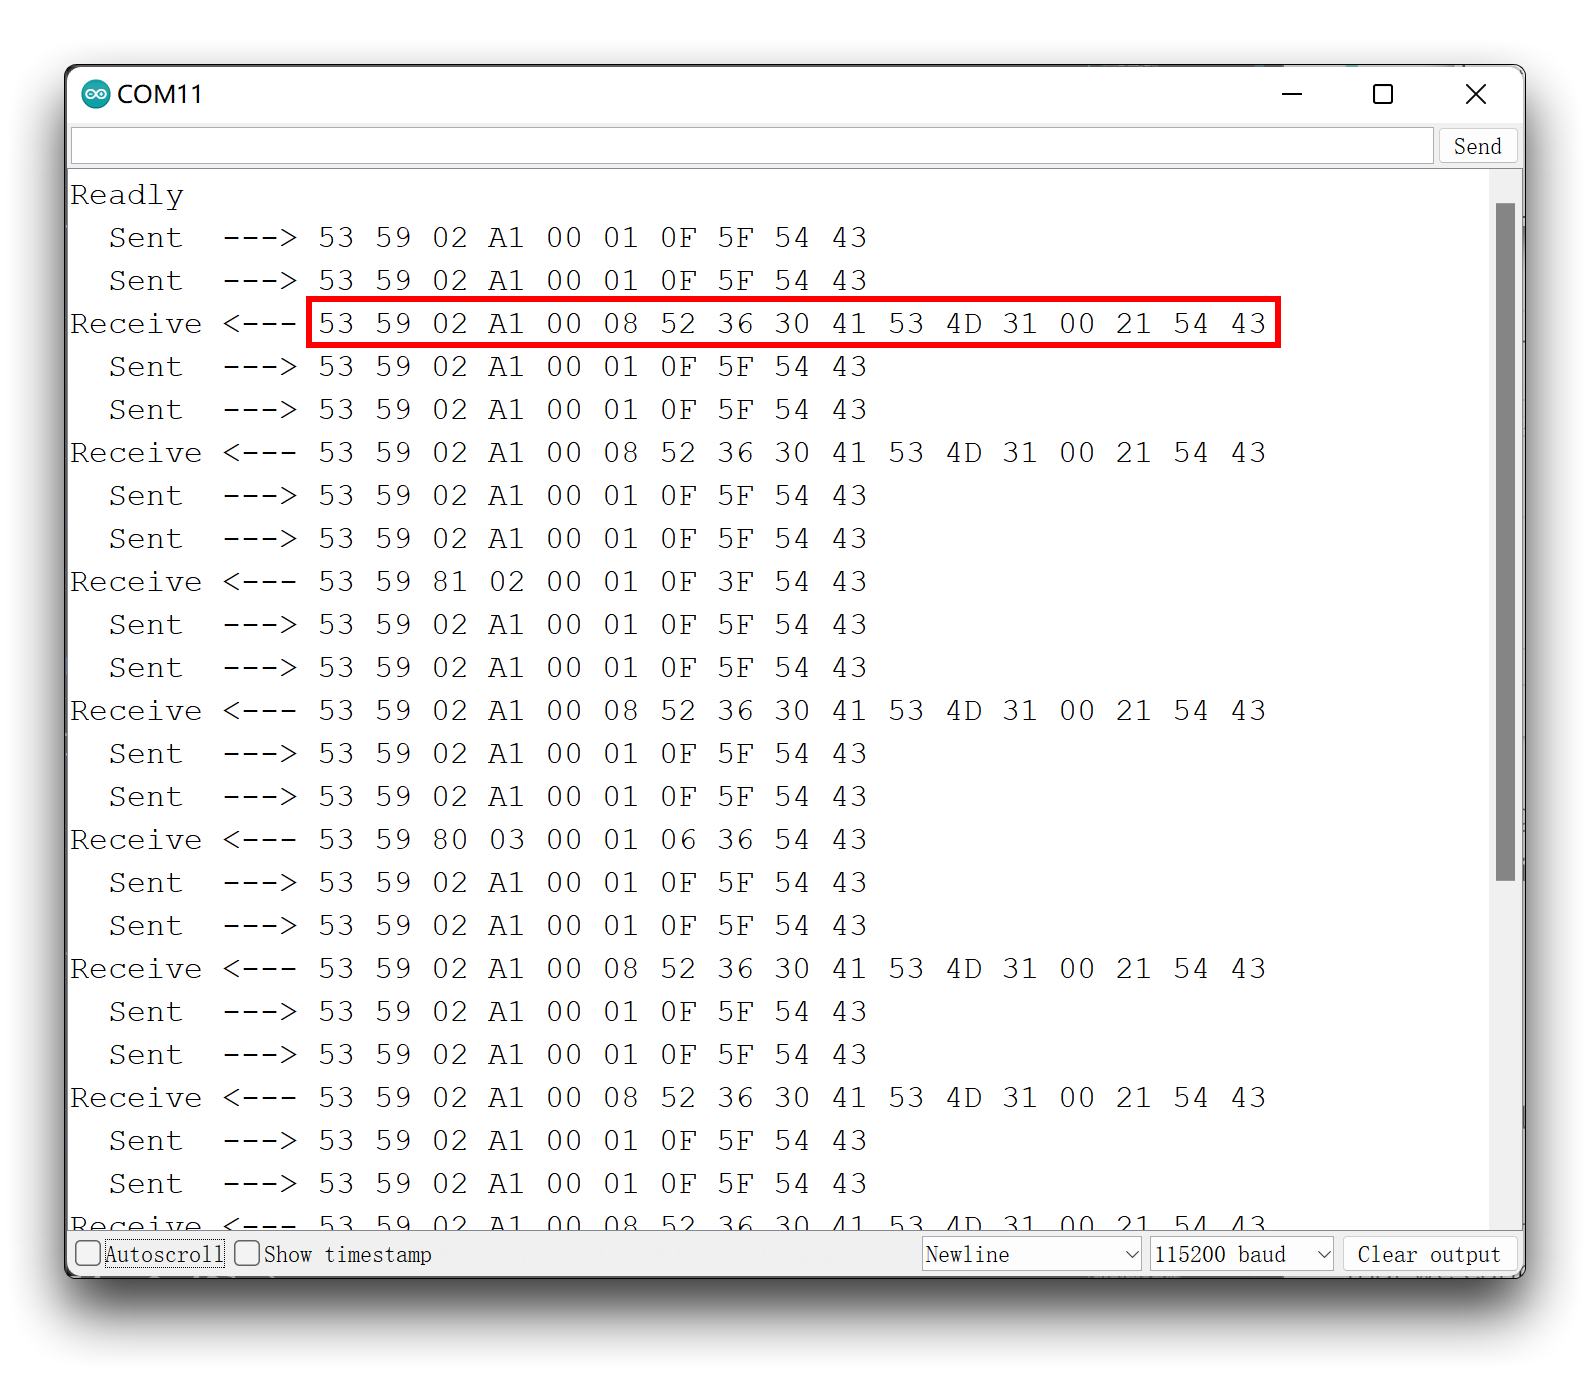 COM11
Send
Readly
Sent ---> 53 59 02 A1 00 01 0F 5F 54 43
Sent ---> 53 59 02 A1 00 01 0F 5F 54 43
Receive <--- 53 59 02 A1 00 08 52 36 30 41 53 4D 31 00 21 54 43
Sent ---> 53 59 02 A1 00 01 0F 5F 54 43
Sent ---> 53 59 02 A1 00 01 0F 5F 54 43
Receive <--- 53 59 02 A1 00 08 52 36 30 41 53 4D 31 00 21 54 43
Sent ---> 53 59 02 A1 00 01 0F 5F 54 43
Sent ---> 53 59 02 A1 00 01 0F 5F 54 43
Receive <--- 53 59 81 02 00 01 0F 3F 54 43
Sent ---> 53 59 02 A1 00 01 0F 5F 54 43
Sent ---> 53 59 02 A1 00 01 0F 5F 54 43
Receive <--- 53 59 02 A1 00 08 52 36 30 41 53 4D 31 00 21 54 43
Sent ---> 53 59 02 A1 00 01 0F 5F 54 43
Sent ---> 53 59 02 A1 00 01 0F 5F 54 43
Receive <--- 53 59 80 03 00 01 06 36 54 43
Sent ---> 53 59 02 A1 00 01 0F 5F 54 43
Sent ---> 53 59 02 A1 00 01 0F 5F 54 43
Receive <--- 53 59 02 A1 00 08 52 36 30 41 53 4D 31 00 21 54 43
Sent ---> 53 59 02 A1 00 01 0F 5F 54 43
Sent ---> 53 59 02 A1 00 01 0F 5F 54 43
Receive <--- 53 59 02 A1 00 08 52 36 30 41 53 4D 31 00 21 54 43
Sent ---> 53 59 02 A1 00 01 0F 5F 54 43
Sent ---> 53 59 02 A1 00 01 0F 5F 54 43
Receive <--- 53 59 02 A1 00 08 52 36 30 41 53 4D 31 00 21 54 43
Autoscroll Show timestamp Newline 115200 baud Clear output